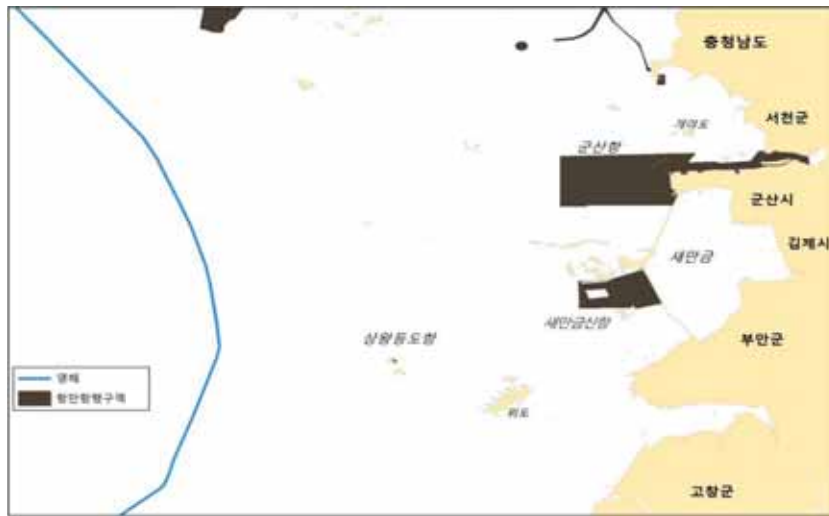 충청남도
서천군
개야도
군산항
군산시
김제시
새만금
새만금신항
상왕등도항
부안군
영해
항만항행구역
위도
고창군